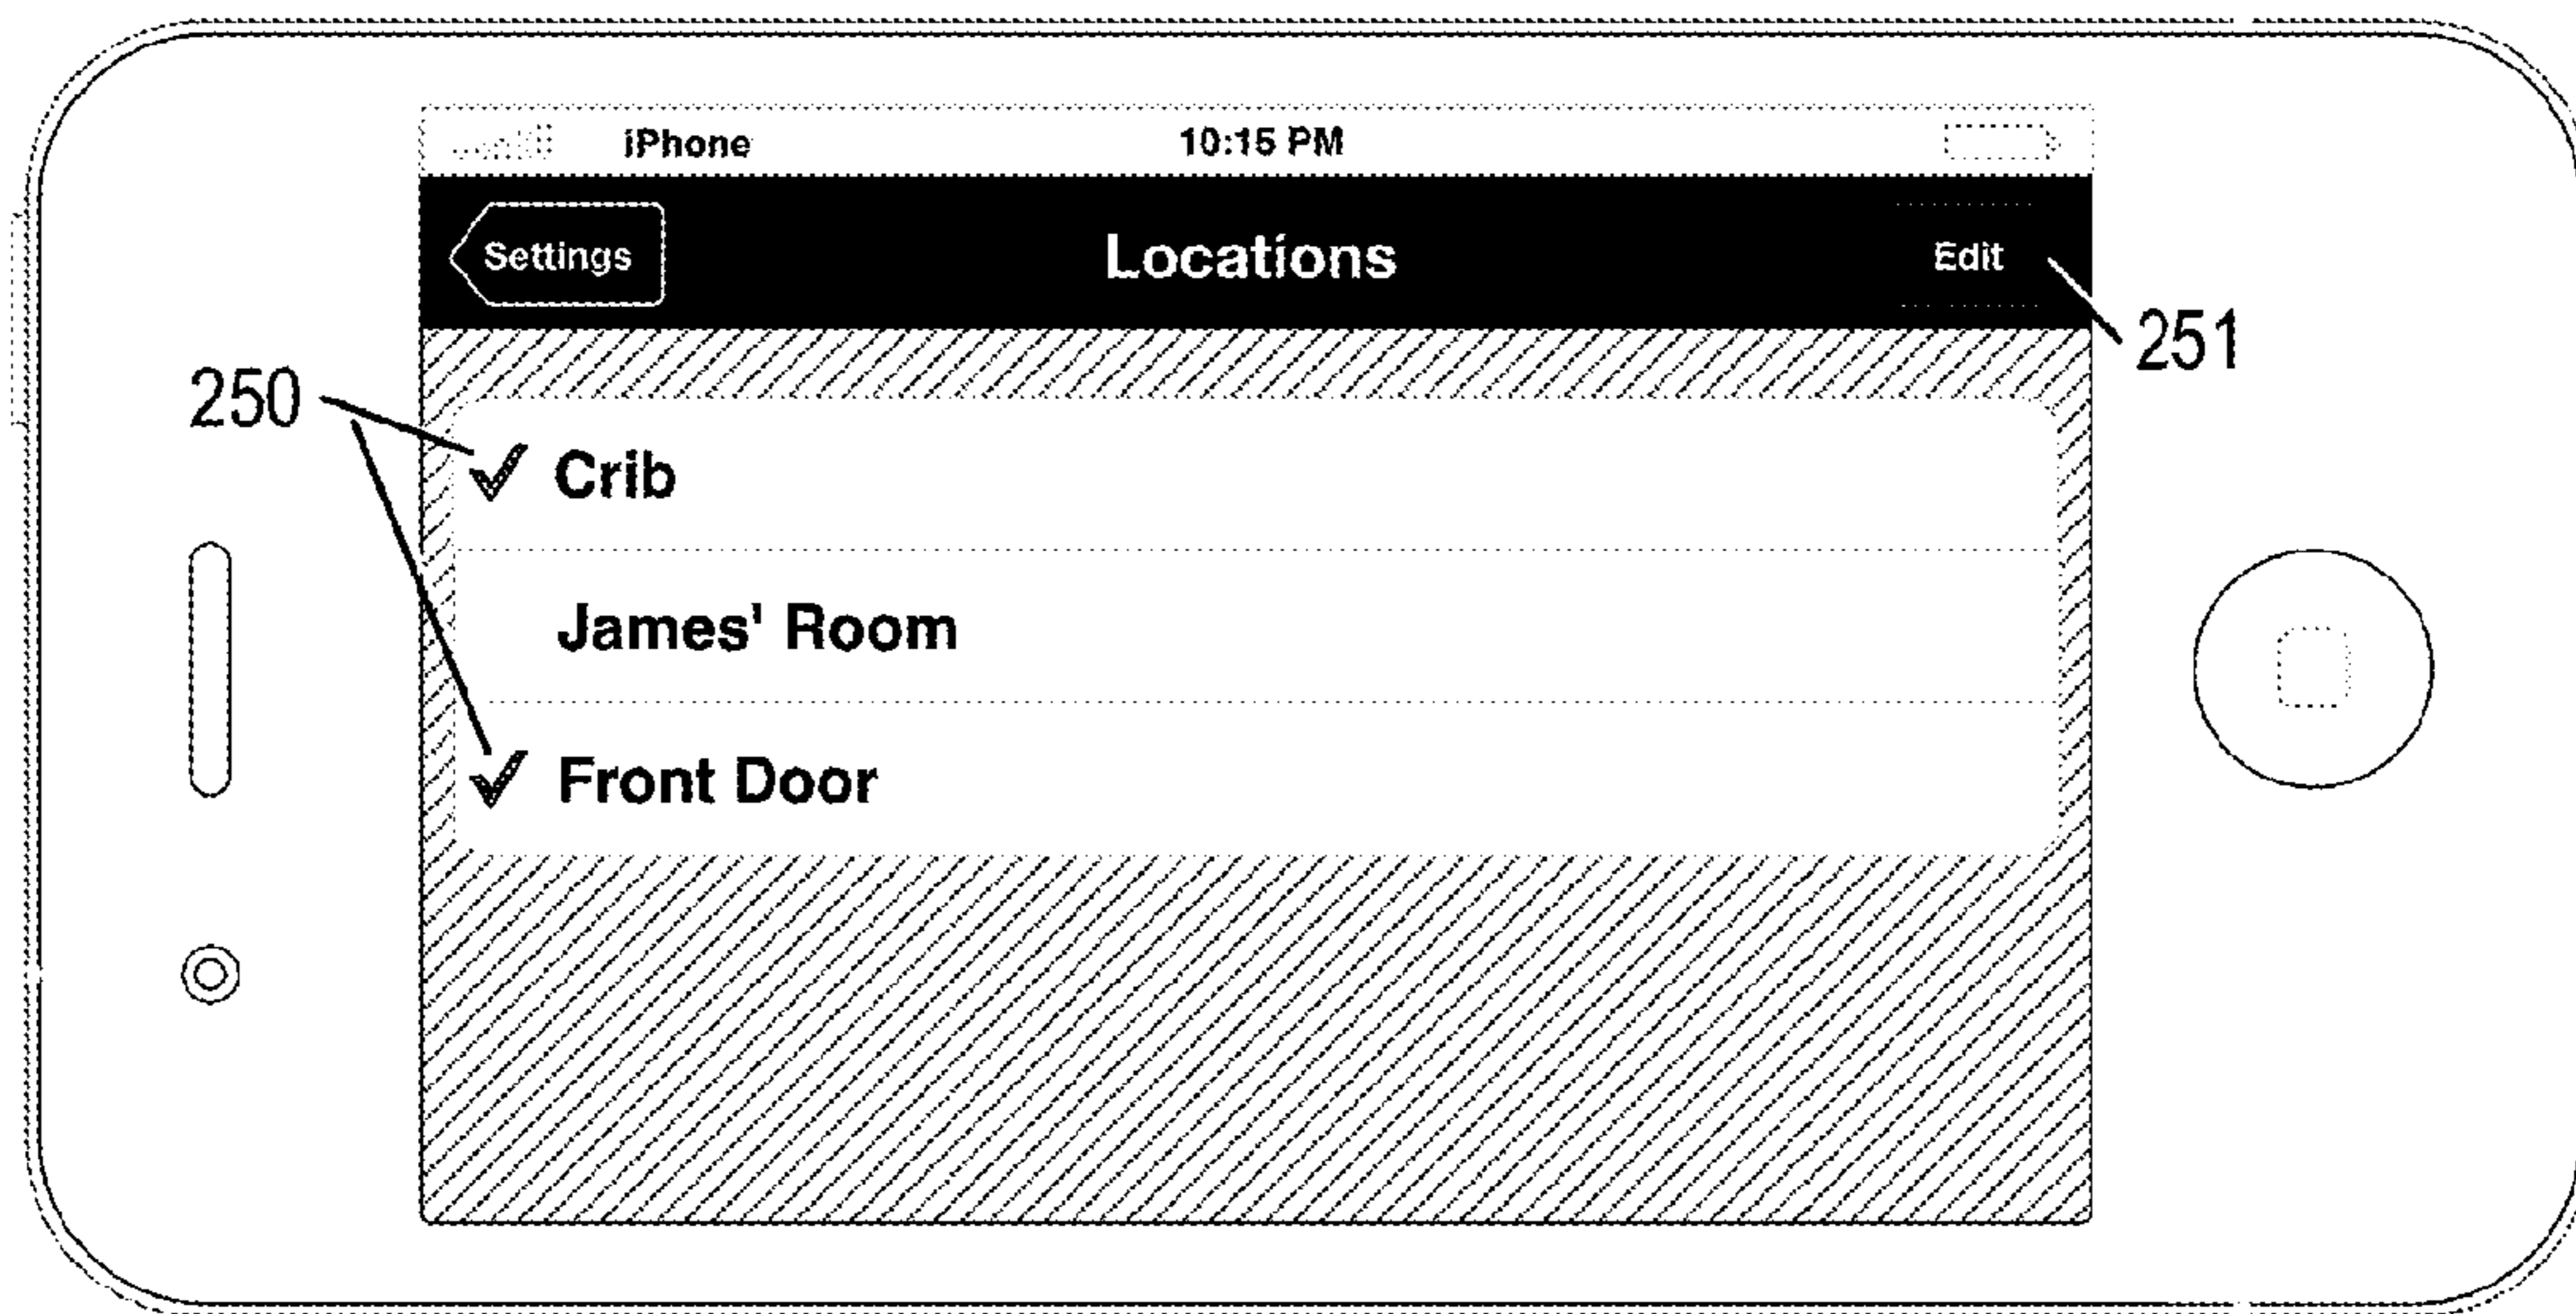 iPhone 10:15 PM
Settings Locations Edit
251
250
Crib
James' Room
Front Door